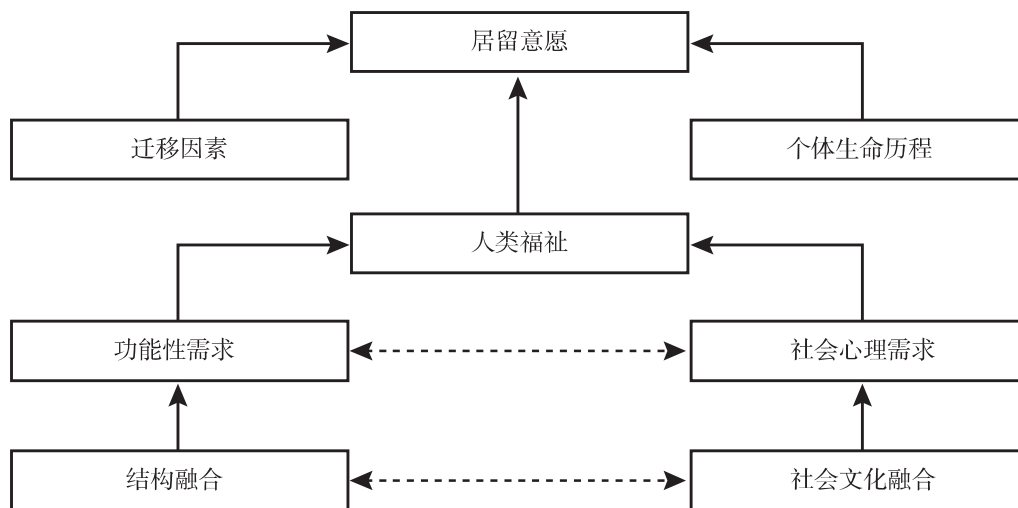 居留意愿
迁移因素
个体生命历程
人类福祉
功能性需求
社会心理需求
结构融合
社会文化融合